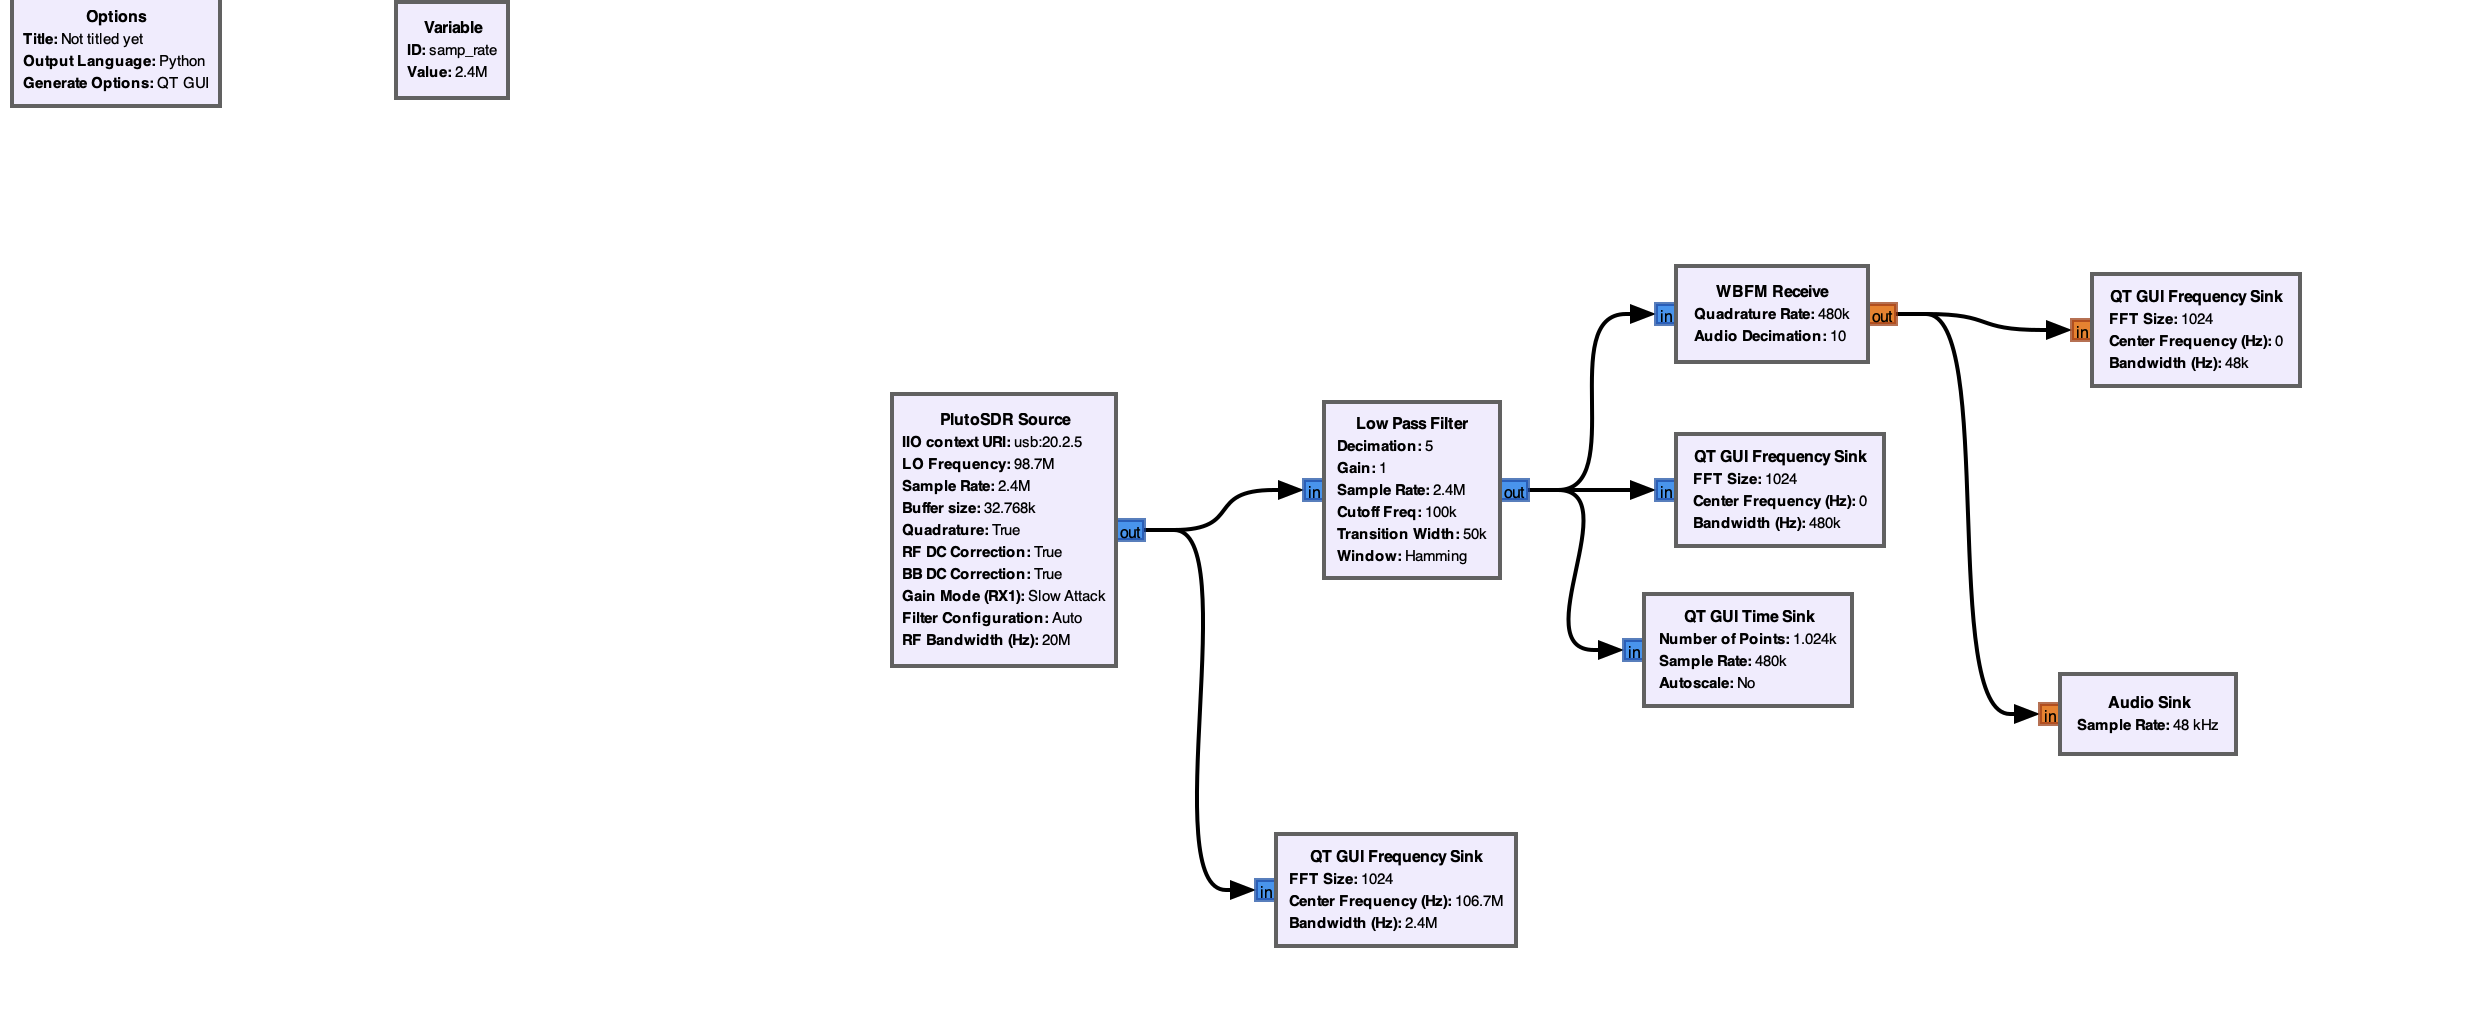 Options
Title: Not titled yet
Output Language: Python
Generate Options: QT GUI
Variable
ID: samp_rate
Value: 2.4M
PlutoSDR Source
IIO context URI: usb:20.2.5
LO Frequency: 98.7M
Sample Rate: 2.4M
Buffer size: 32.768k
Quadrature: True
RF DC Correction: True
BB DC Correction: True
Gain Mode (RX1): Slow Attack
Filter Configuration: Auto
RF Bandwidth (Hz): 20M
out
in
Low Pass Filter
Decimation: 5
Gain: 1
Sample Rate: 2.4M
Cutoff Freq: 100k
Transition Width: 50k
Window: Hamming
out
in
WBFM Receive
Quadrature Rate: 480k
Audio Decimation: 10
out
in
QT GUI Frequency Sink
FFT Size: 1024
Center Frequency (Hz): 0
Bandwidth (Hz): 48k
in
QT GUI Frequency Sink
FFT Size: 1024
Center Frequency (Hz): 0
Bandwidth (Hz): 480k
in
QT GUI Time Sink
Number of Points: 1.024k
Sample Rate: 480k
Autoscale: No
in
Audio Sink
Sample Rate: 48 kHz
in
QT GUI Frequency Sink
FFT Size: 1024
Center Frequency (Hz): 106.7M
Bandwidth (Hz): 2.4M